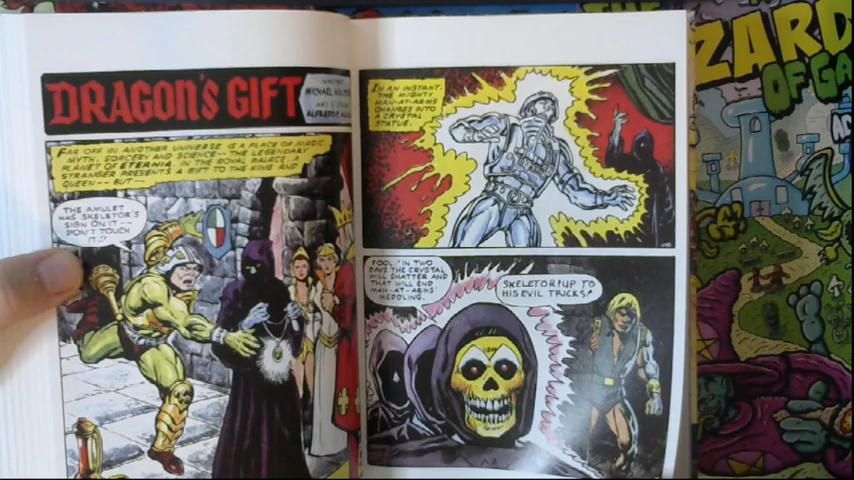 DRAGON'S GIFT
MICHAEL
ALFREDO
FAR OFF IN ANOTHER UNIVERSE IS A PLACE OF MAGIC,
MYTH, SORCERY AND SCIENCE--THE LEGENDARY
PLANET OF ETERNIA. IN THE ROYAL PALACE, A
STRANGER PRESENTS A GIFT TO THE KING AND
QUEEN-- BUT--
THE AMULET
HAS SKELETOR'S
SIGN ON IT--
DON'T TOUCH
IT!
IN AN INSTANT,
THE MIGHTY
MAN-AT-ARMS
CHANGES INTO
A CRYSTAL
STATUE.
FOOL! IN TWO
DAYS THE CRYSTAL
WILL SHATTER AND
THAT WILL END
MAN-AT-ARMS
MEDDLING.
SKELETOR! UP TO
HIS EVIL TRICKS!
ZARD
OF GA